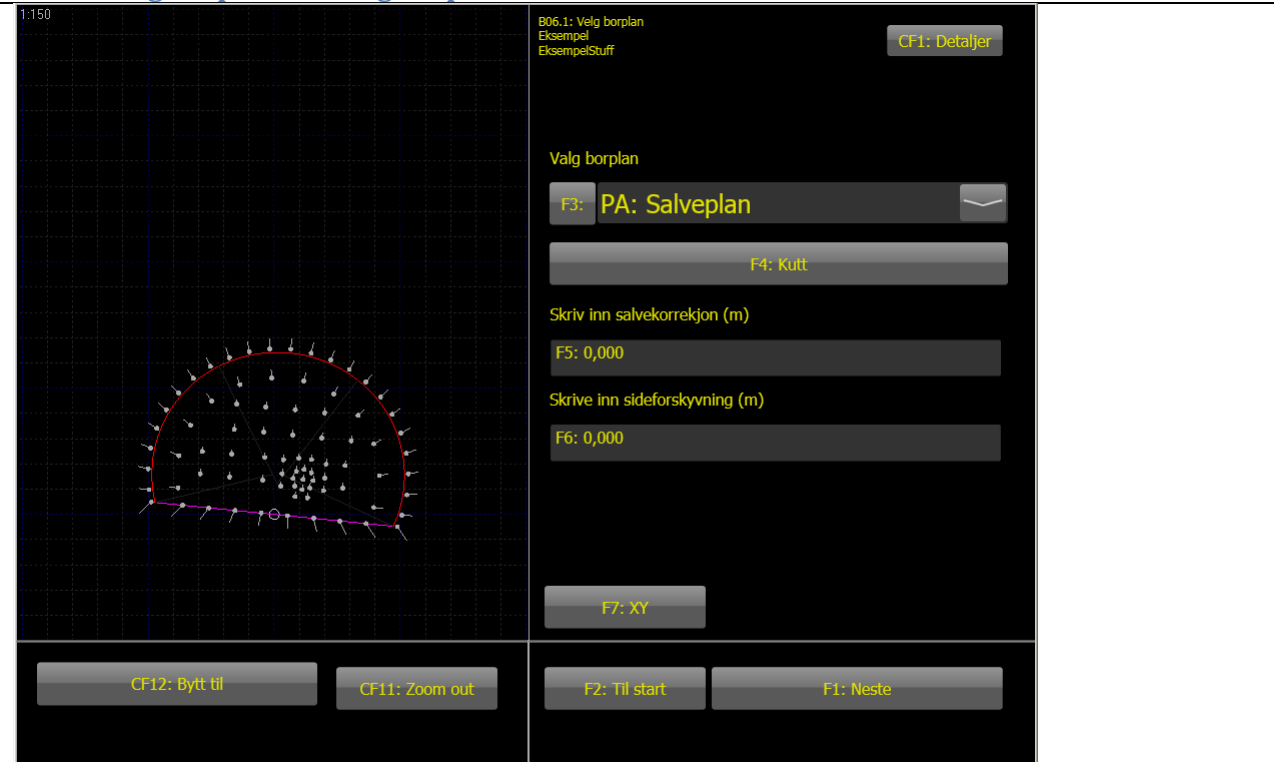 1:150
B06.1: Velg borplan
Eksempel
EksempelStuff
CF1: Detaljer
Valg borplan
F3: PA: Salveplan
F4: Kutt
Skriv inn salvekorrekjon (m)
F5: 0,000
Skrive inn sideforskyvning (m)
F6: 0,000
F7: XY
CF12: Bytt til
CF11: Zoom out
F2: Til start
F1: Neste